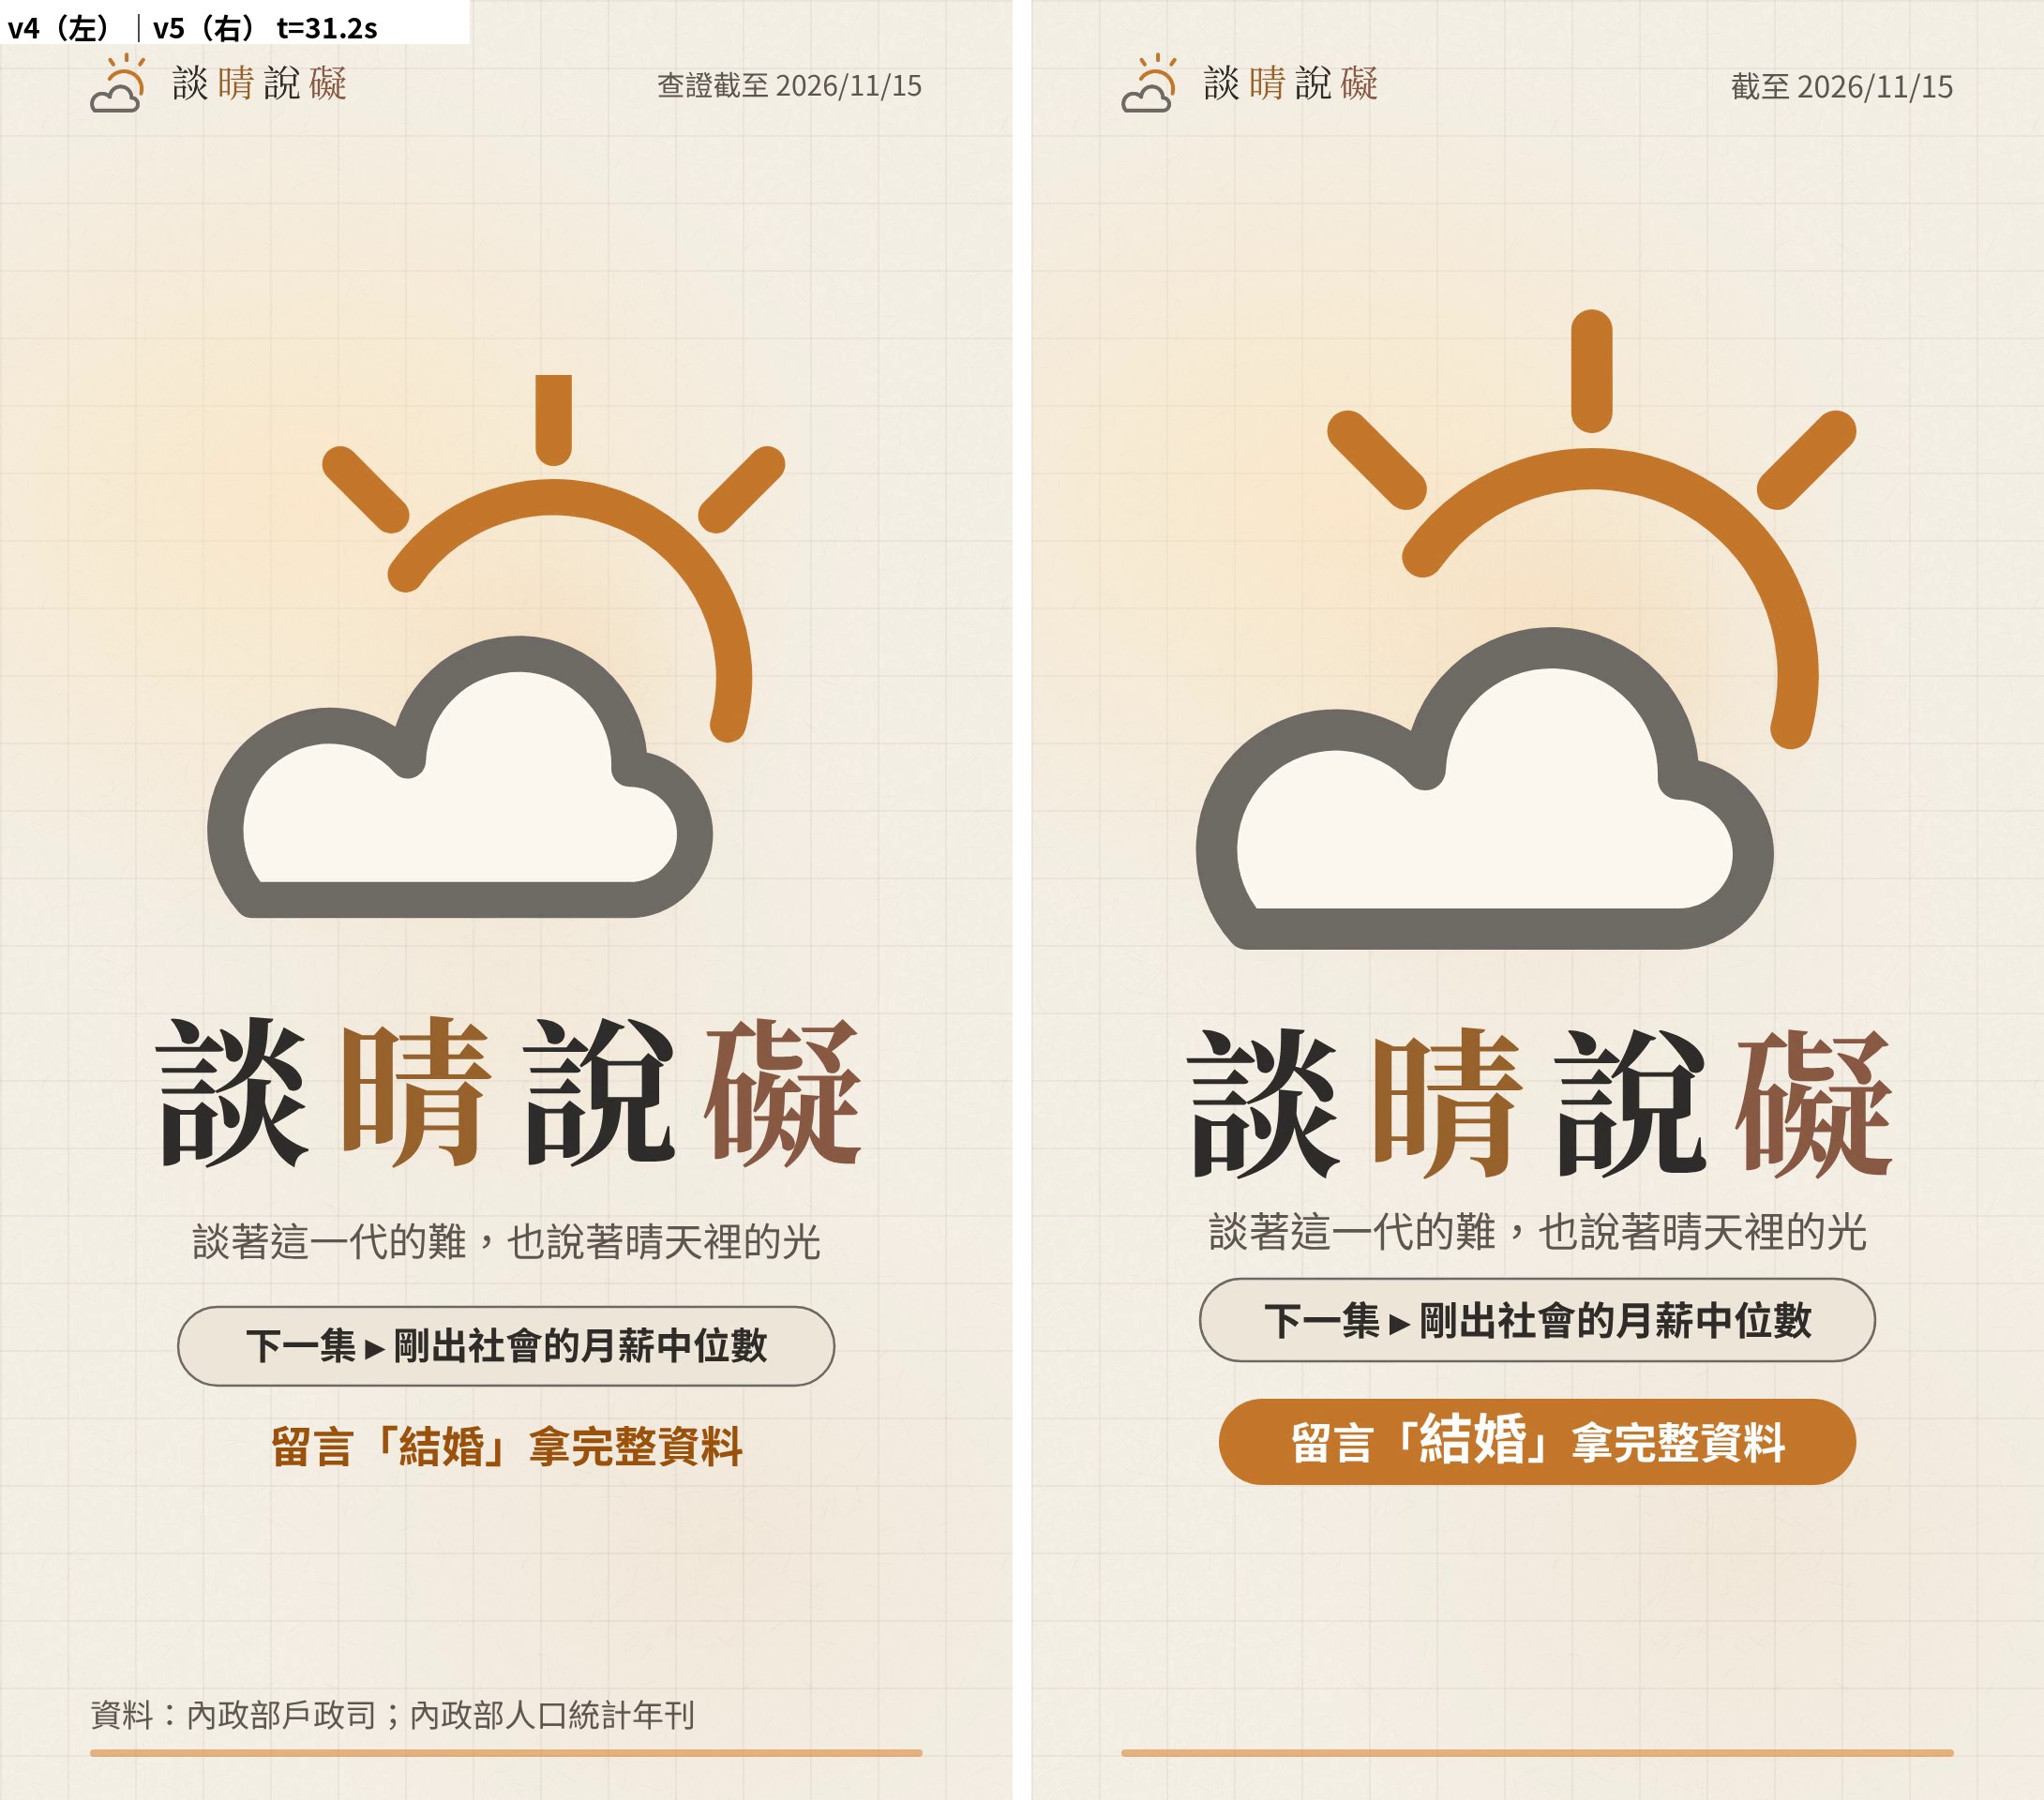 v4（左）｜v5（右） t=31.2s
談晴說礙
查證截至 2026/11/15
談晴說礙
談著這一代的難，也說著晴天裡的光
下一集▸剛出社會的月薪中位數
留言「結婚」拿完整資料
資料：內政部戶政司；內政部人口統計年刊
談晴說礙
截至 2026/11/15
談晴說礙
談著這一代的難，也說著晴天裡的光
下一集▸剛出社會的月薪中位數
留言「結婚」拿完整資料